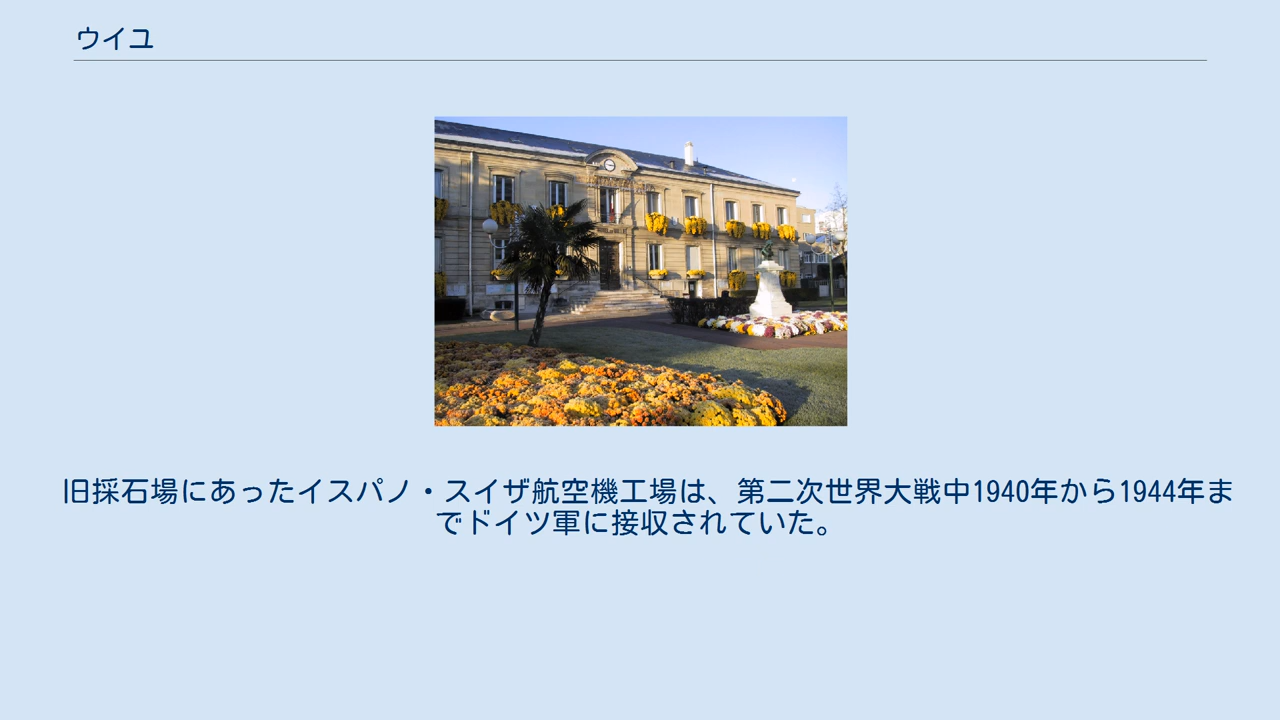 ウイユ
旧採石場にあったイスパノ・スイザ航空機工場は、第二次世界大戦中1940年から1944年ま
でドイツ軍に接収されていた。